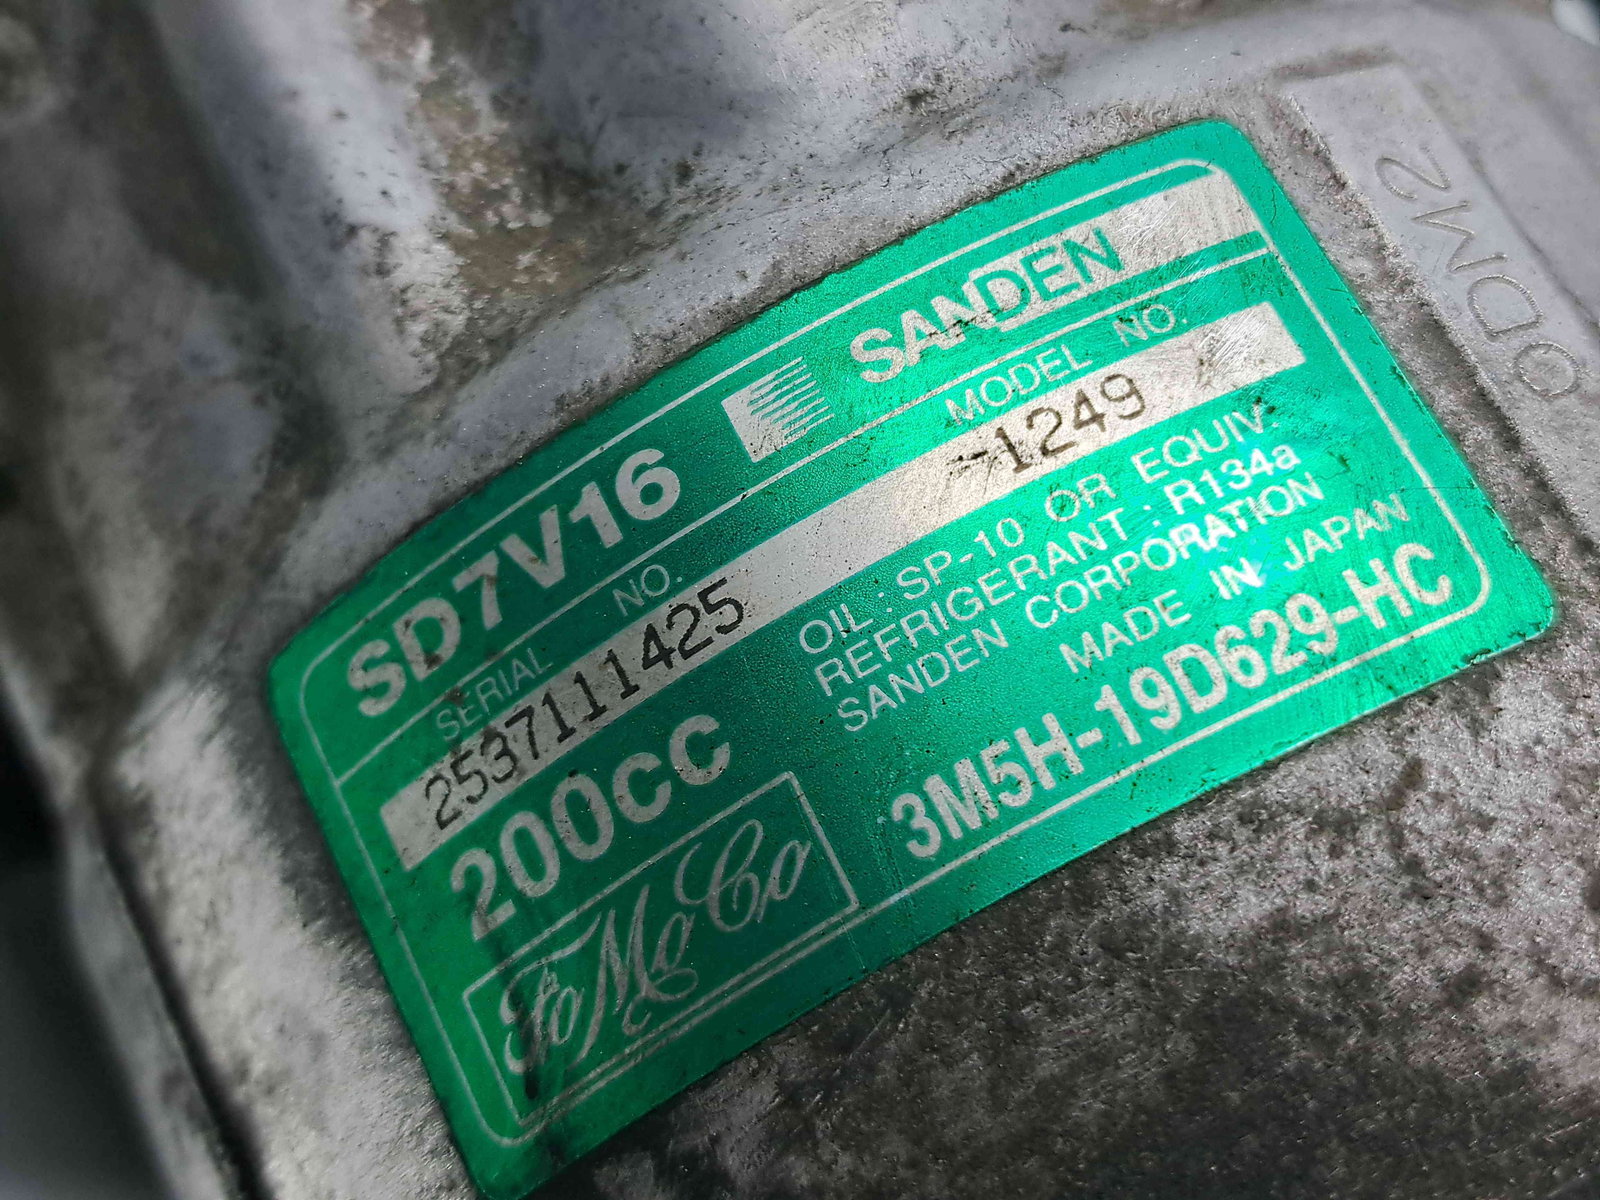 SD7V16
SANDEN
SERIAL NO.
MODEL NO.
2537111425
-1249
200cc
OIL : SP-10 OR EQUIV.
REFRIGERANT : R134a
SANDEN CORPORATION
MADE IN JAPAN
FoMoCo
3M5H-19D629-HC